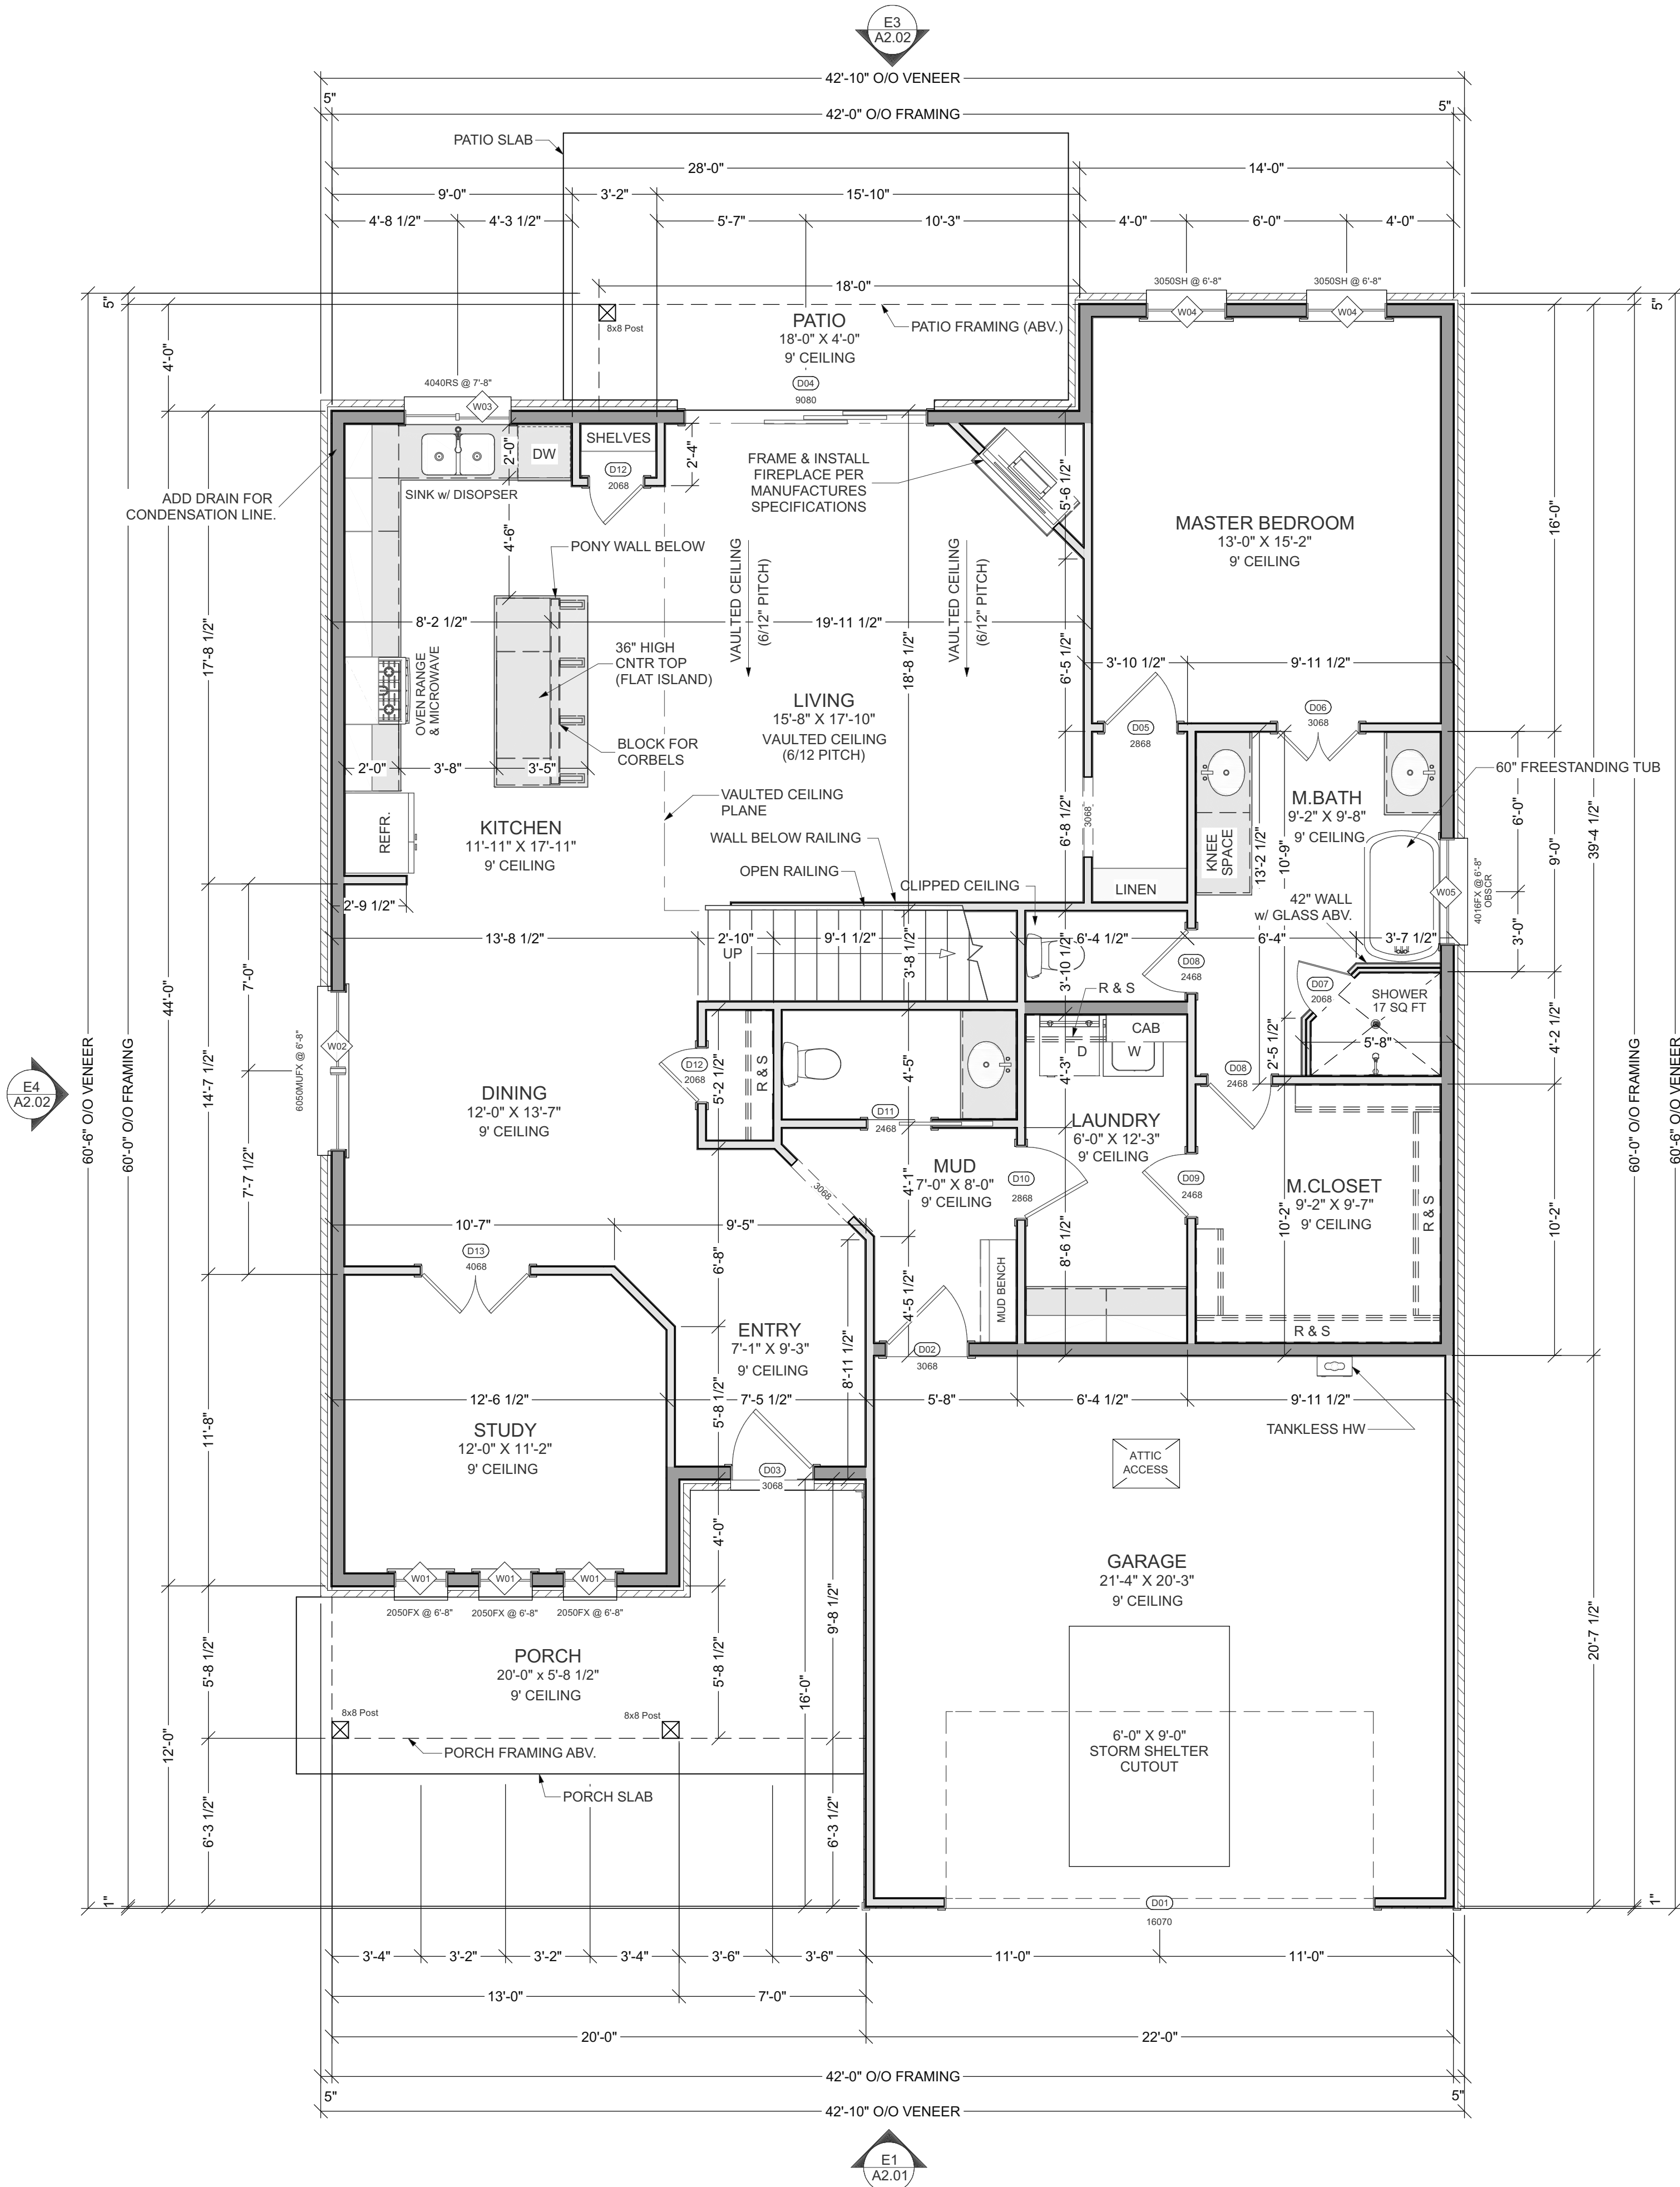 E3
A2.02
42'-10" O/O VENEER
5"
42'-0" O/O FRAMING
5"
PATIO SLAB
28'-0"
14'-0"
9'-0"
3'-2"
15'-10"
4'-8 1/2"
4'-3 1/2"
5'-7"
10'-3"
4'-0"
6'-0"
4'-0"
3050SH @ 6'-8"
3050SH @ 6'-8"
18'-0"
5"
5"
8x8 Post
PATIO
18'-0" X 4'-0"
9' CEILING
PATIO FRAMING (ABV.)
W04
W04
4'-0"
4040RS @ 7'-8"
W03
D04
9080
SHELVES
D12
2068
DW
2'-0"
2'-4"
SINK w/ DISOPSER
ADD DRAIN FOR
CONDENSATION LINE.
FRAME & INSTALL
FIREPLACE PER
MANUFACTURES
SPECIFICATIONS
5'-6 1/2"
MASTER BEDROOM
13'-0" X 15'-2"
9' CEILING
16'-0"
4'-6"
PONY WALL BELOW
VAULTED CEILING
(6/12" PITCH)
VAULTED CEILING
(6/12" PITCH)
8'-2 1/2"
19'-11 1/2"
17'-8 1/2"
OVEN RANGE
& MICROWAVE
36" HIGH
CNTR TOP
(FLAT ISLAND)
18'-8 1/2"
6'-5 1/2"
3'-10 1/2"
9'-11 1/2"
LIVING
15'-8" X 17'-10"
VAULTED CEILING
(6/12 PITCH)
D05
2868
D06
3068
BLOCK FOR
CORBELS
2'-0"
3'-8"
3'-5"
60" FREESTANDING TUB
VAULTED CEILING
PLANE
M.BATH
9'-2" X 9'-8"
9' CEILING
6'-0"
REFR.
KITCHEN
11'-11" X 17'-11"
9' CEILING
WALL BELOW RAILING
3068
6'-8 1/2"
KNEE
SPACE
13'-2 1/2"
10'-9"
9'-0"
39'-4 1/2"
OPEN RAILING
CLIPPED CEILING
LINEN
42" WALL
w/ GLASS ABV.
W05
4016FX @ 6'-8"
OBSCR
2'-9 1/2"
13'-8 1/2"
2'-10"
9'-1 1/2"
UP
3'-8 1/2"
3'-10 1/2"
6'-4 1/2"
6'-4"
3'-7 1/2"
3'-0"
D08
2468
D07
2068
SHOWER
17 SQ FT
R & S
7'-0"
44'-0"
60'-6" O/O VENEER
60'-0" O/O FRAMING
60'-0" O/O FRAMING
60'-6" O/O VENEER
E4
A2.02
W02
6050MUFX @ 6'-8"
14'-7 1/2"
DINING
12'-0" X 13'-7"
9' CEILING
D12
2068
5'-2 1/2"
R & S
4'-5"
D
CAB
W
4'-3"
2'-5 1/2"
5'-8"
4'-2 1/2"
D08
2468
D11
2468
LAUNDRY
6'-0" X 12'-3"
9' CEILING
MUD
7'-0" X 8'-0"
9' CEILING
4'-1"
D10
2868
D09
2468
M.CLOSET
9'-2" X 9'-7"
9' CEILING
R & S
10'-2"
10'-2"
7'-7 1/2"
3068
10'-7"
9'-5"
D13
4068
6'-8"
8'-6 1/2"
4'-5 1/2"
MUD BENCH
R & S
ENTRY
7'-1" X 9'-3"
9' CEILING
8'-11 1/2"
D02
3068
12'-6 1/2"
7'-5 1/2"
5'-8"
6'-4 1/2"
9'-11 1/2"
5'-8 1/2"
11'-8"
STUDY
12'-0" X 11'-2"
9' CEILING
TANKLESS HW
ATTIC
ACCESS
D03
3068
4'-0"
GARAGE
21'-4" X 20'-3"
9' CEILING
W01
W01
W01
2050FX @ 6'-8"
2050FX @ 6'-8"
2050FX @ 6'-8"
9'-8 1/2"
20'-7 1/2"
5'-8 1/2"
PORCH
20'-0" x 5'-8 1/2"
9' CEILING
5'-8 1/2"
16'-0"
8x8 Post
8x8 Post
12'-0"
PORCH FRAMING ABV.
6'-0" X 9'-0"
STORM SHELTER
CUTOUT
PORCH SLAB
6'-3 1/2"
6'-3 1/2"
1"
1"
D01
16070
3'-4"
3'-2"
3'-2"
3'-4"
3'-6"
3'-6"
11'-0"
11'-0"
13'-0"
7'-0"
20'-0"
22'-0"
42'-0" O/O FRAMING
5"
5"
42'-10" O/O VENEER
E1
A2.01